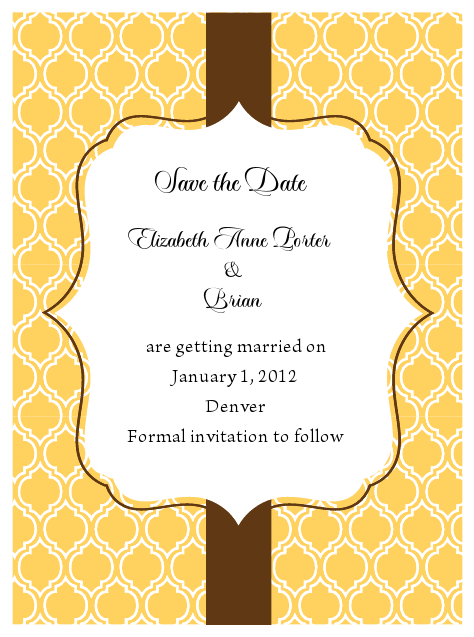 Save the Date
Elizabeth Anne Porter
&
Brian
are getting married on
January 1, 2012
Denver
Formal invitation to follow